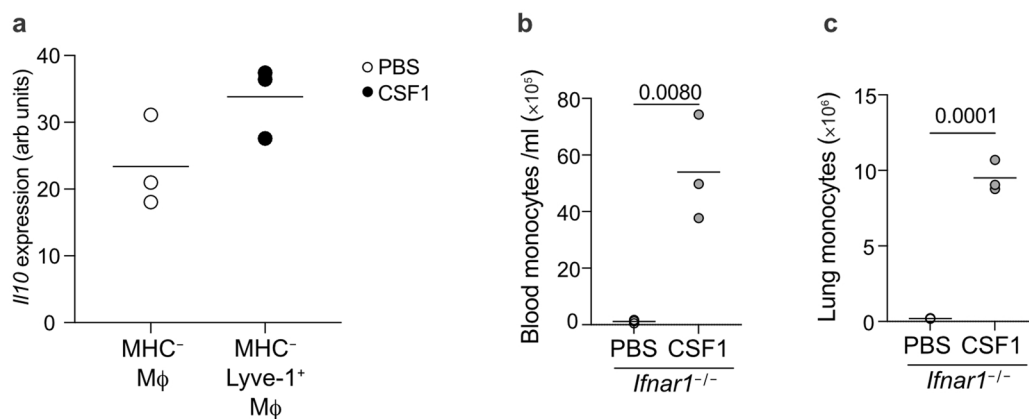 a
Il10 expression (arb units)
40
30
20
10
0
MHC⁻
Mϕ
MHC⁻
Lyve-1⁺
Mϕ
PBS
CSF1
b
Blood monocytes /ml (×10⁵)
80
60
40
20
0
0.0080
PBS CSF1
Ifnar1⁻/⁻
c
Lung monocytes (×10⁶)
15
10
5
0
0.0001
PBS CSF1
Ifnar1⁻/⁻